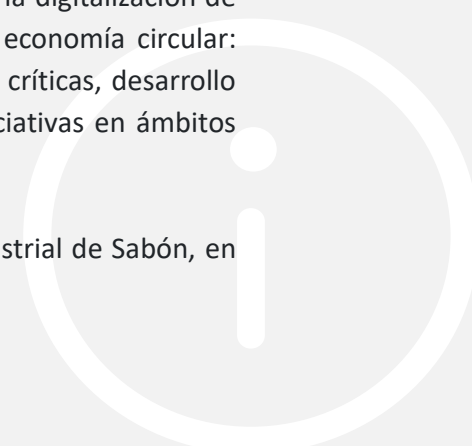 la digitalización de
economía circular:
críticas, desarrollo
ciativas en ámbitos
strial de Sabón, en